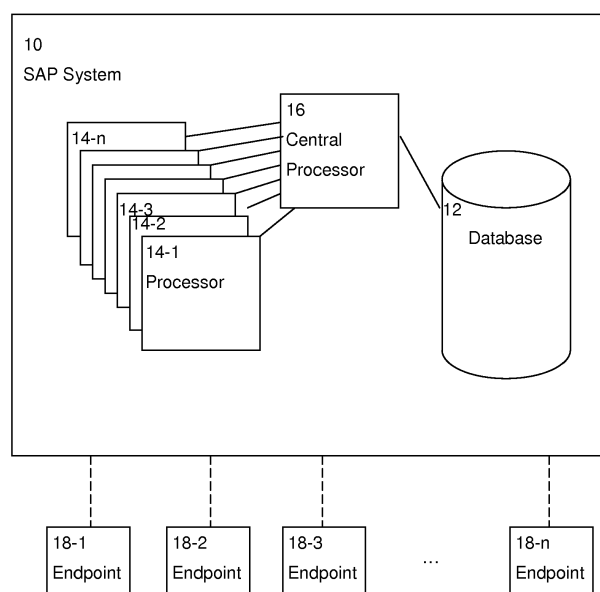 10
SAP System
16
Central
Processor
14-n
14-3
14-2
14-1
Processor
12
Database
18-1
Endpoint
18-2
Endpoint
18-3
Endpoint
...
18-n
Endpoint